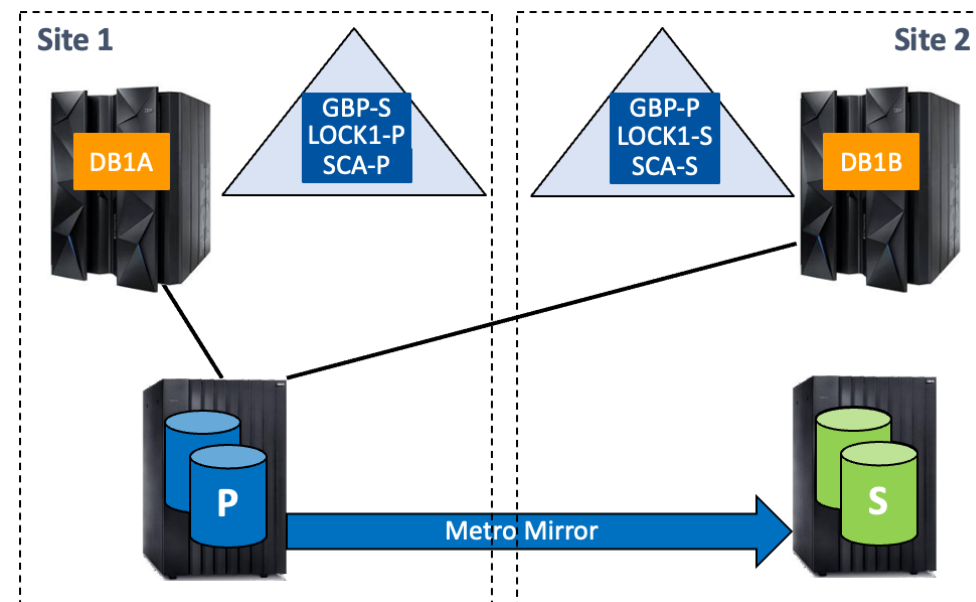 Site 1
Site 2
GBP-S
LOCK1-P
SCA-P
GBP-P
LOCK1-S
SCA-S
DB1A
DB1B
P
S
Metro Mirror